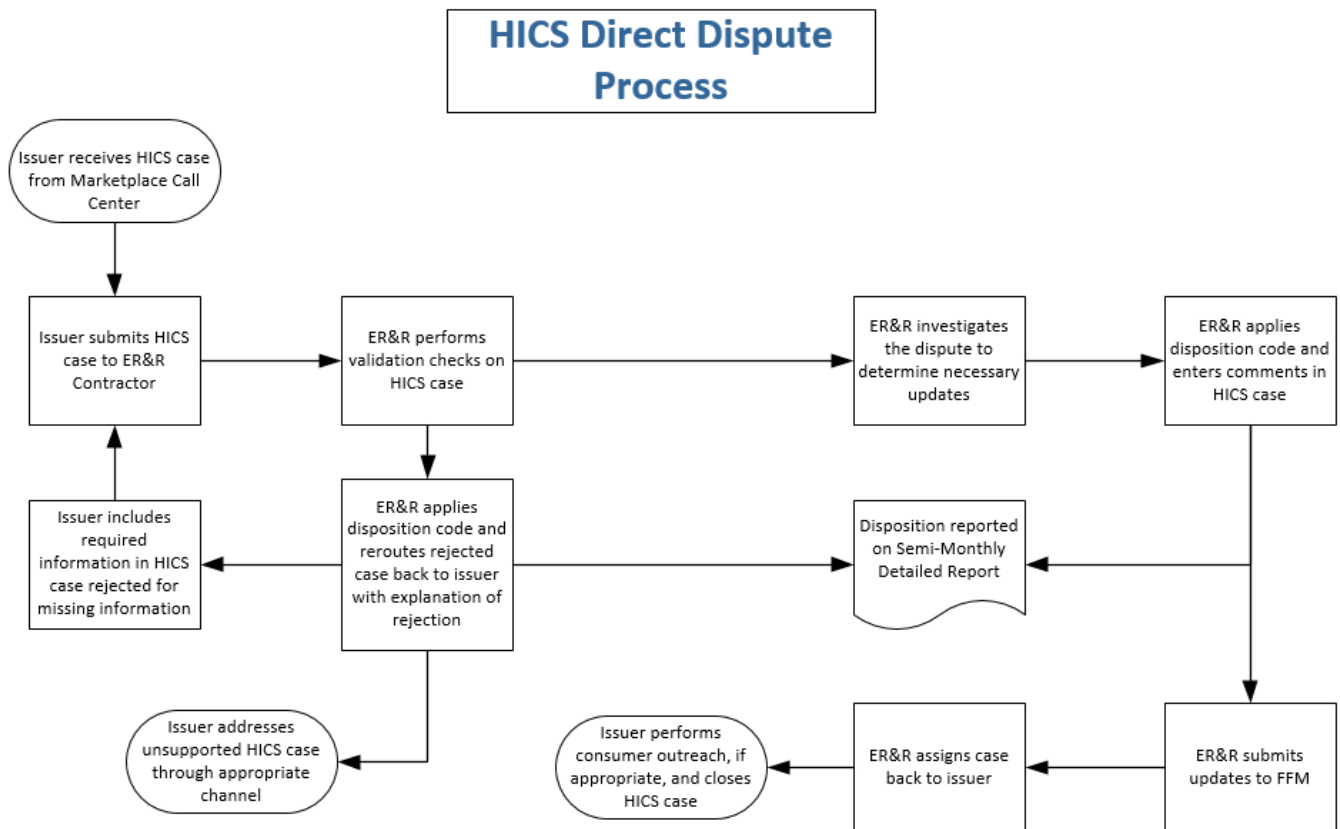 HICS Direct Dispute
Process
Issuer receives HICS case
from Marketplace Call
Center
Issuer submits HICS
case to ER&R
Contractor
ER&R performs
validation checks on
HICS case
ER&R investigates
the dispute to
determine necessary
updates
ER&R applies
disposition code and
enters comments in
HICS case
Issuer includes
required
information in HICS
case rejected for
missing information
ER&R applies
disposition code and
reroutes rejected
case back to issuer
with explanation of
rejection
Disposition reported
on Semi-Monthly
Detailed Report
Issuer addresses
unsupported HICS case
through appropriate
channel
Issuer performs
consumer outreach, if
appropriate, and closes
HICS case
ER&R assigns case
back to issuer
ER&R submits
updates to FFM